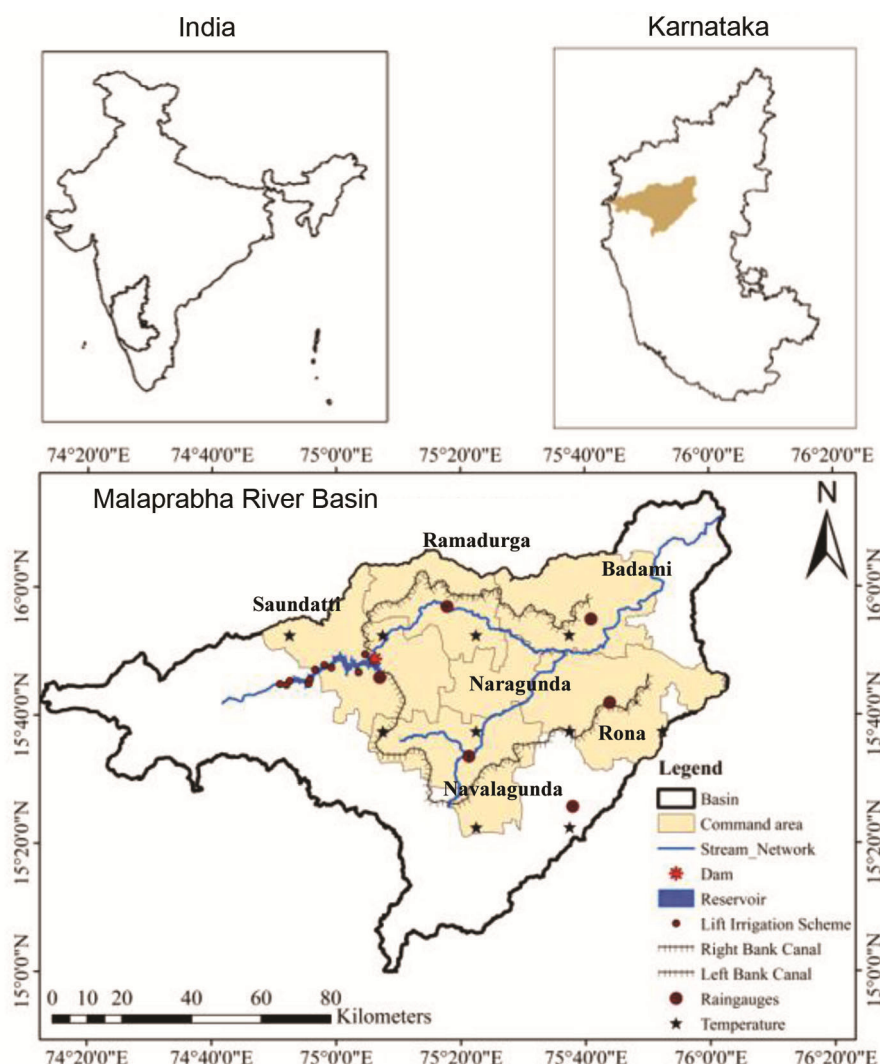 India
Karnataka
74°20'0"E 74°40'0"E 75°0'0"E 75°20'0"E 75°40'0"E 76°0'0"E 76°20'0"E
Malaprabha River Basin
N
Ramadurga
Badami
Saundatti
16°0'0"N
16°0'0"N
Naragunda
15°40'0"N
15°40'0"N
Rona
Navalagunda
Legend
Basin
Command area
Stream_Network
Dam
Reservoir
Lift Irrigation Scheme
Right Bank Canal
Left Bank Canal
Raingauges
Temperature
15°20'0"N
15°20'0"N
15°0'0"N
15°0'0"N
0 10 20 40 60 80
Kilometers
74°20'0"E 74°40'0"E 75°0'0"E 75°20'0"E 75°40'0"E 76°0'0"E 76°20'0"E